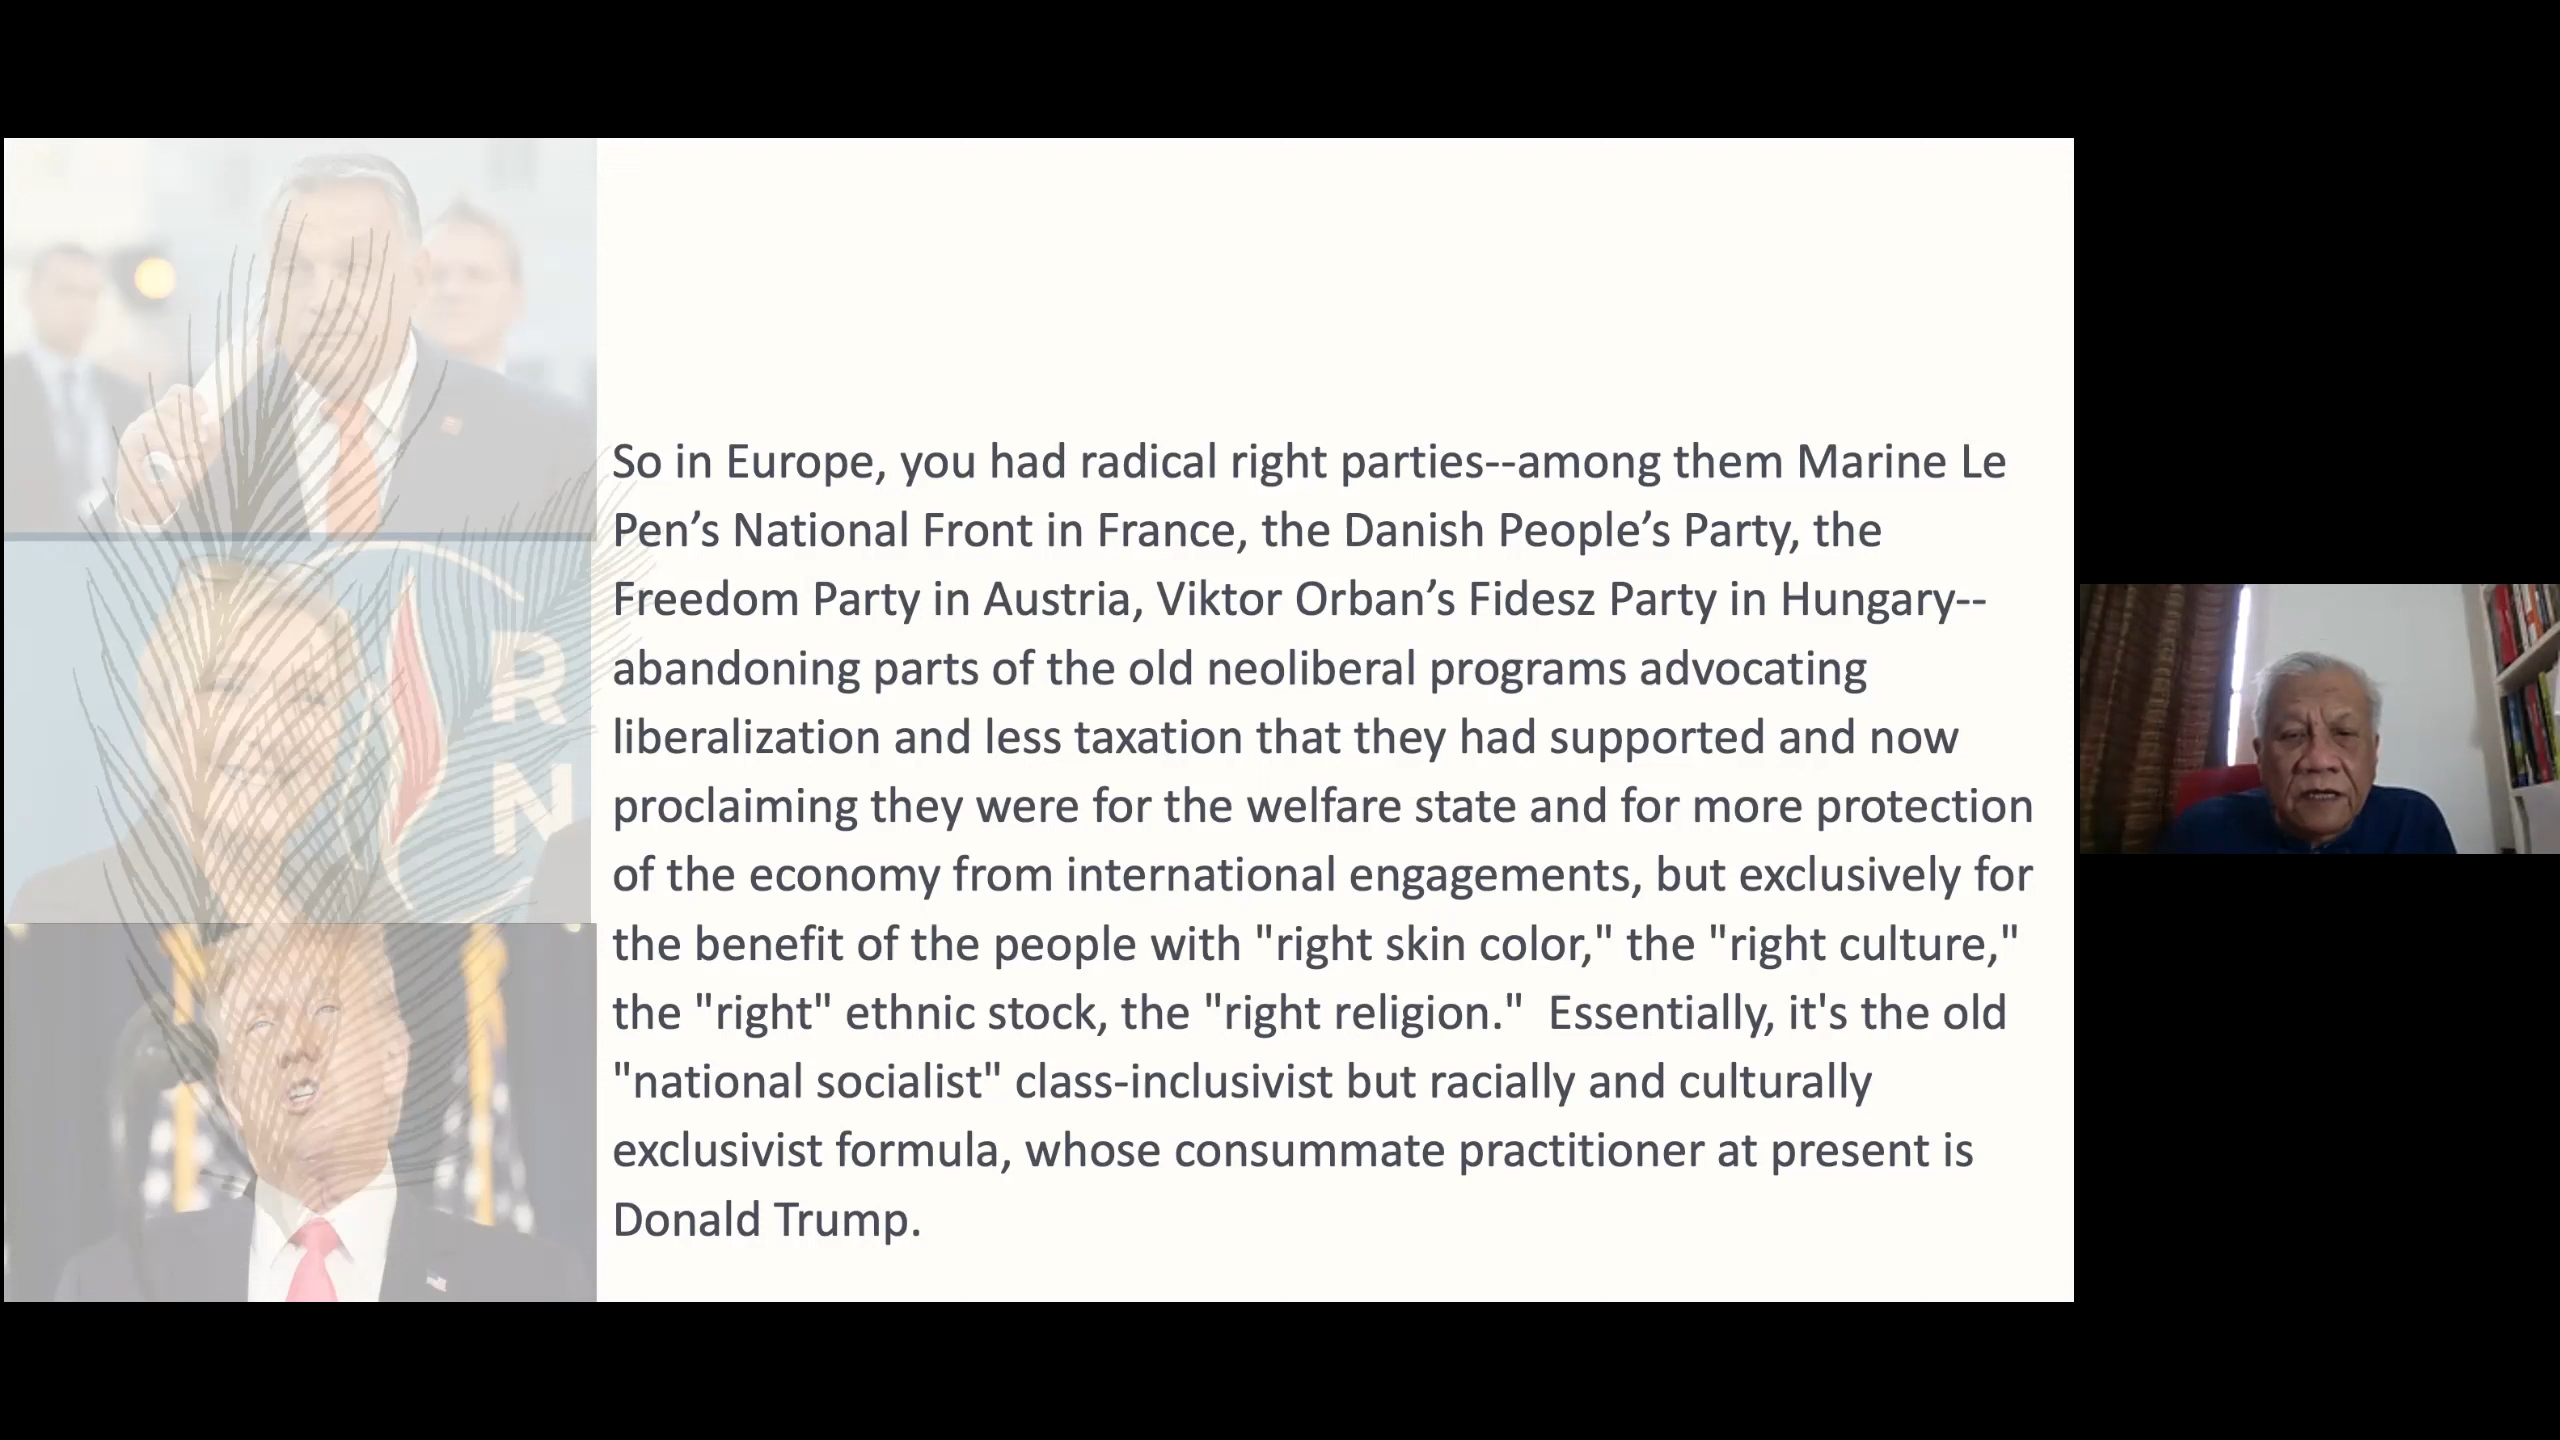 So in Europe, you had radical right parties--among them Marine Le
Pen’s National Front in France, the Danish People’s Party, the
Freedom Party in Austria, Viktor Orban’s Fidesz Party in Hungary--
abandoning parts of the old neoliberal programs advocating
liberalization and less taxation that they had supported and now
proclaiming they were for the welfare state and for more protection
of the economy from international engagements, but exclusively for
the benefit of the people with "right skin color," the "right culture,"
the "right" ethnic stock, the "right religion."  Essentially, it's the old
"national socialist" class-inclusivist but racially and culturally
exclusivist formula, whose consummate practitioner at present is
Donald Trump.
R
N